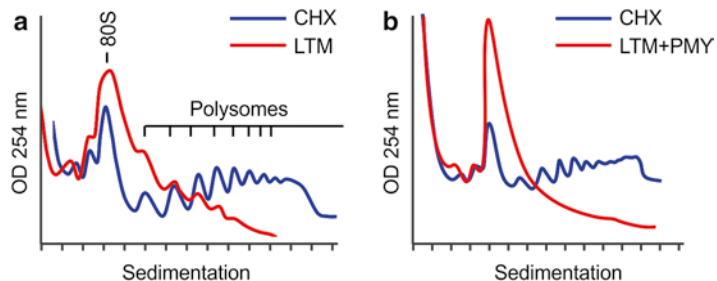 a
CHX
LTM
– 80S
Polysomes
OD 254 nm
Sedimentation
b
CHX
LTM+PMY
OD 254 nm
Sedimentation